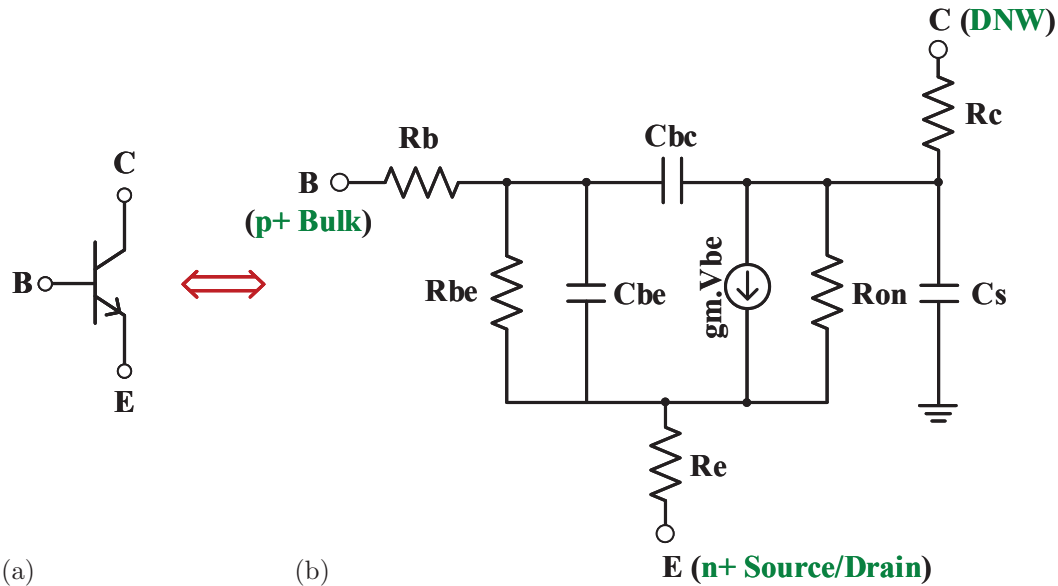 C
B
E
(a)
C (DNW)
Rc
Rb
Cbc
B
(p+ Bulk)
Rbe
Cbe
gm.Vbe
Ron
Cs
Re
E (n+ Source/Drain)
(b)